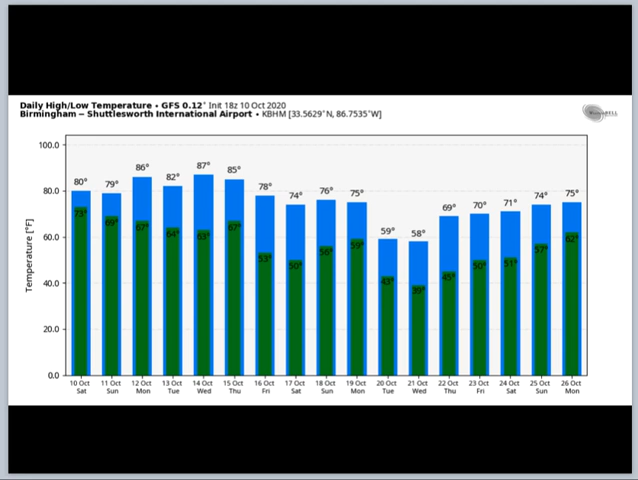 Daily High/Low Temperature • GFS 0.12° Init 18z 10 Oct 2020
Birmingham – Shuttlesworth International Airport • KBHM [33.5629°N, 86.7535°W]
Temperature [°F]
100.0
80.0
60.0
40.0
20.0
0.0
80° 79° 86° 82° 87° 85° 78° 74° 76° 75° 59° 58° 69° 70° 71° 74° 75°
73° 69° 67° 64° 63° 67° 53° 50° 56° 59° 43° 39° 45° 50° 51° 57° 62°
10 Oct 11 Oct 12 Oct 13 Oct 14 Oct 15 Oct 16 Oct 17 Oct 18 Oct 19 Oct 20 Oct 21 Oct 22 Oct 23 Oct 24 Oct 25 Oct 26 Oct
Sat Sun Mon Tue Wed Thu Fri Sat Sun Mon Tue Wed Thu Fri Sat Sun Mon